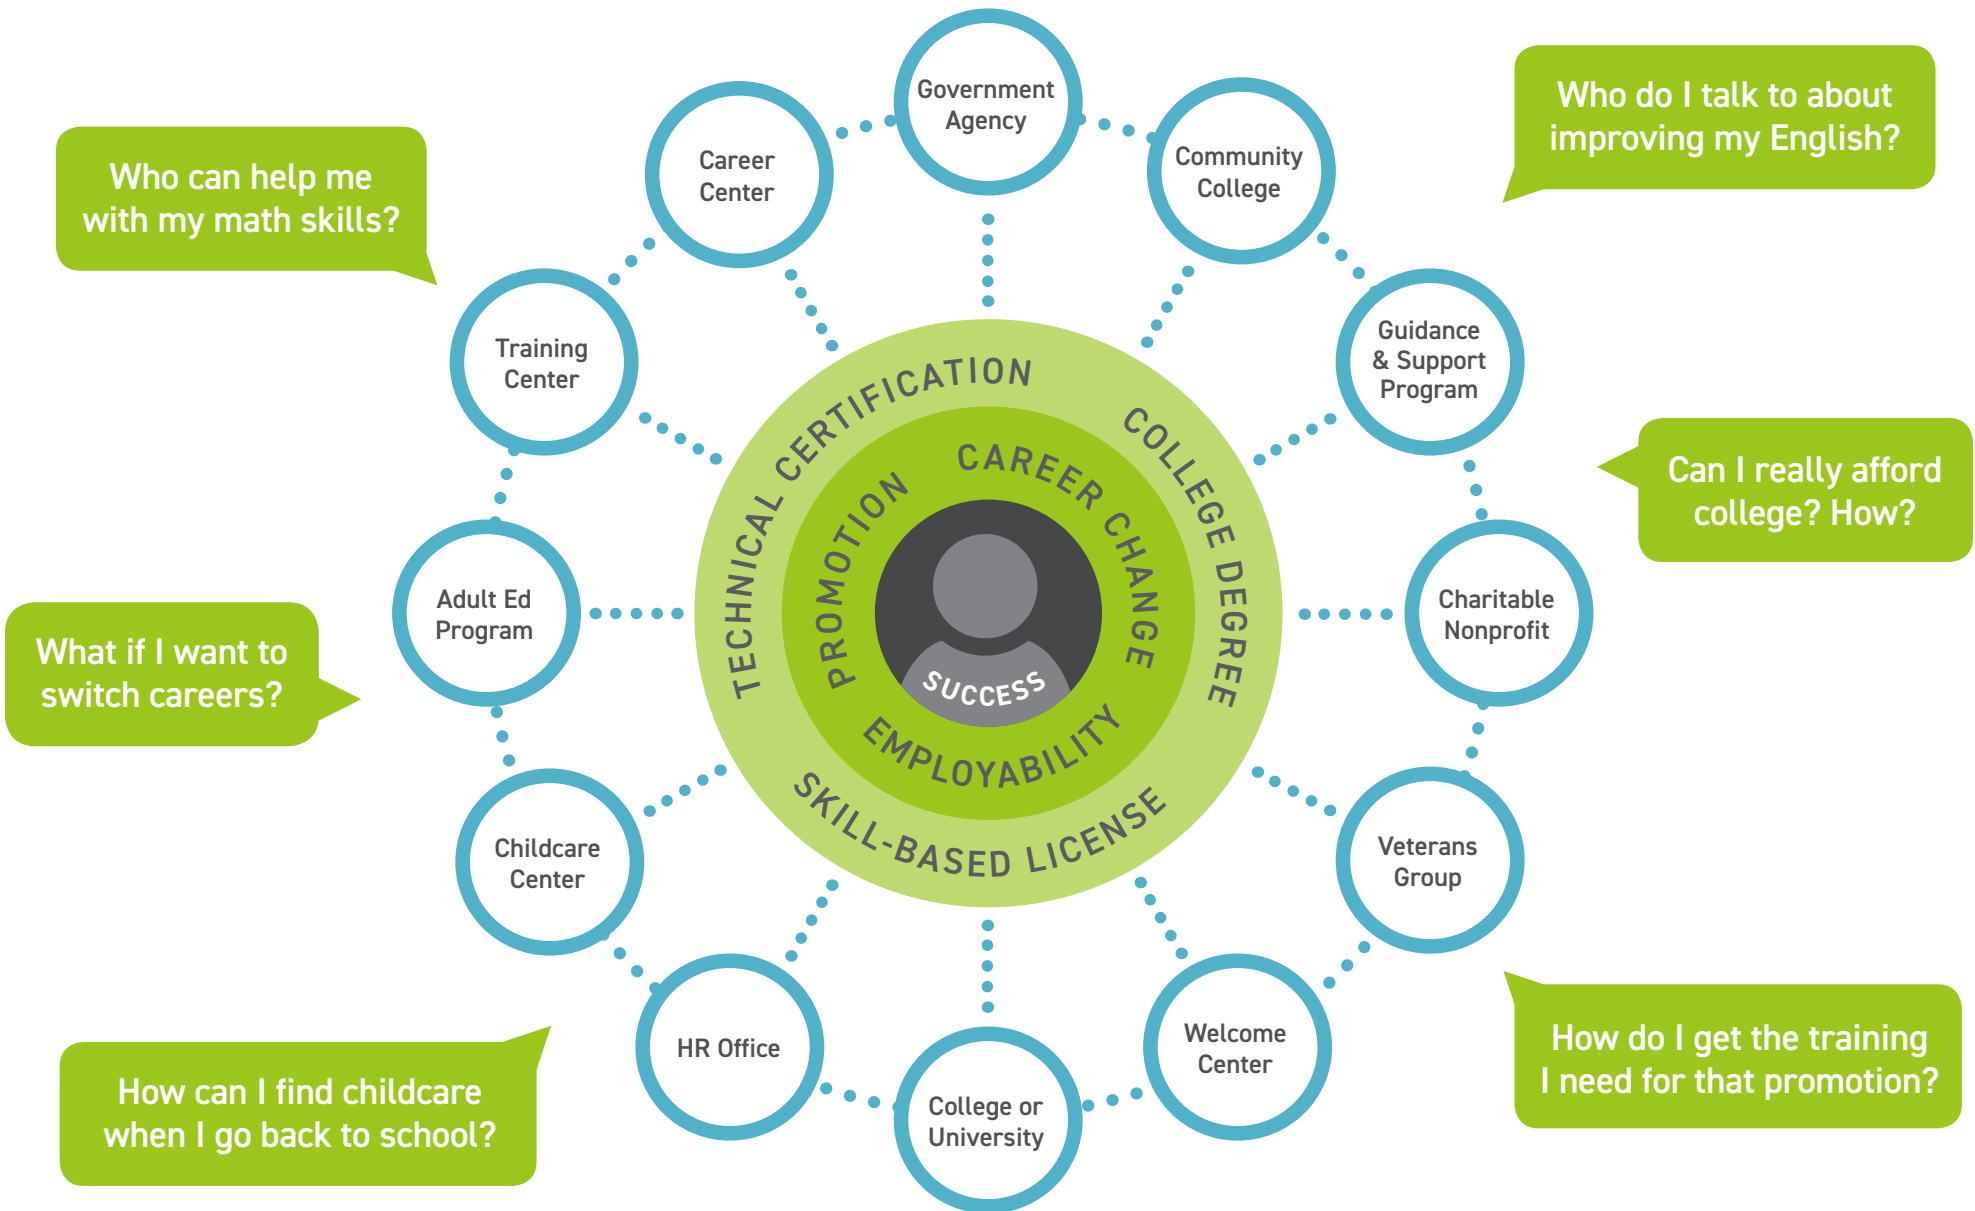 Government
Agency
Career
Center
Community
College
Who do I talk to about
improving my English?
Who can help me
with my math skills?
Training
Center
Guidance
& Support
Program
TECHNICAL CERTIFICATION
COLLEGE DEGREE
SKILL-BASED LICENSE
PROMOTION
CAREER CHANGE
EMPLOYABILITY
SUCCESS
Can I really afford
college? How?
Adult Ed
Program
Charitable
Nonprofit
What if I want to
switch careers?
Childcare
Center
Veterans
Group
HR Office
Welcome
Center
College or
University
How can I find childcare
when I go back to school?
How do I get the training
I need for that promotion?